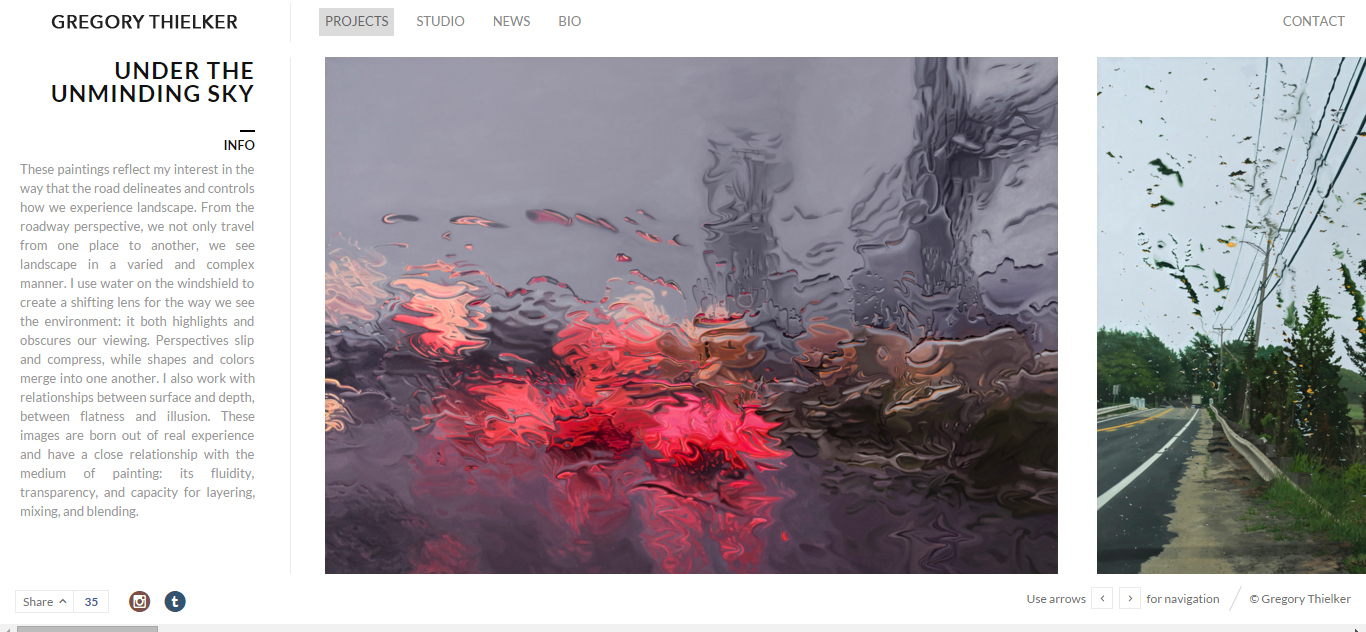 GREGORY THIELKER
PROJECTS STUDIO NEWS BIO CONTACT
UNDER THE
UNMINDING SKY
INFO
These paintings reflect my interest in the
way that the road delineates and controls
how we experience landscape. From the
roadway perspective, we not only travel
from one place to another, we see
landscape in a varied and complex
manner. I use water on the windshield to
create a shifting lens for the way we see
the environment: it both highlights and
obscures our viewing. Perspectives slip
and compress, while shapes and colors
merge into one another. I also work with
relationships between surface and depth,
between flatness and illusion. These
images are born out of real experience
and have a close relationship with the
medium of painting: its fluidity,
transparency, and capacity for layering,
mixing, and blending.
Share 35
Use arrows ‹ › for navigation / © Gregory Thielker